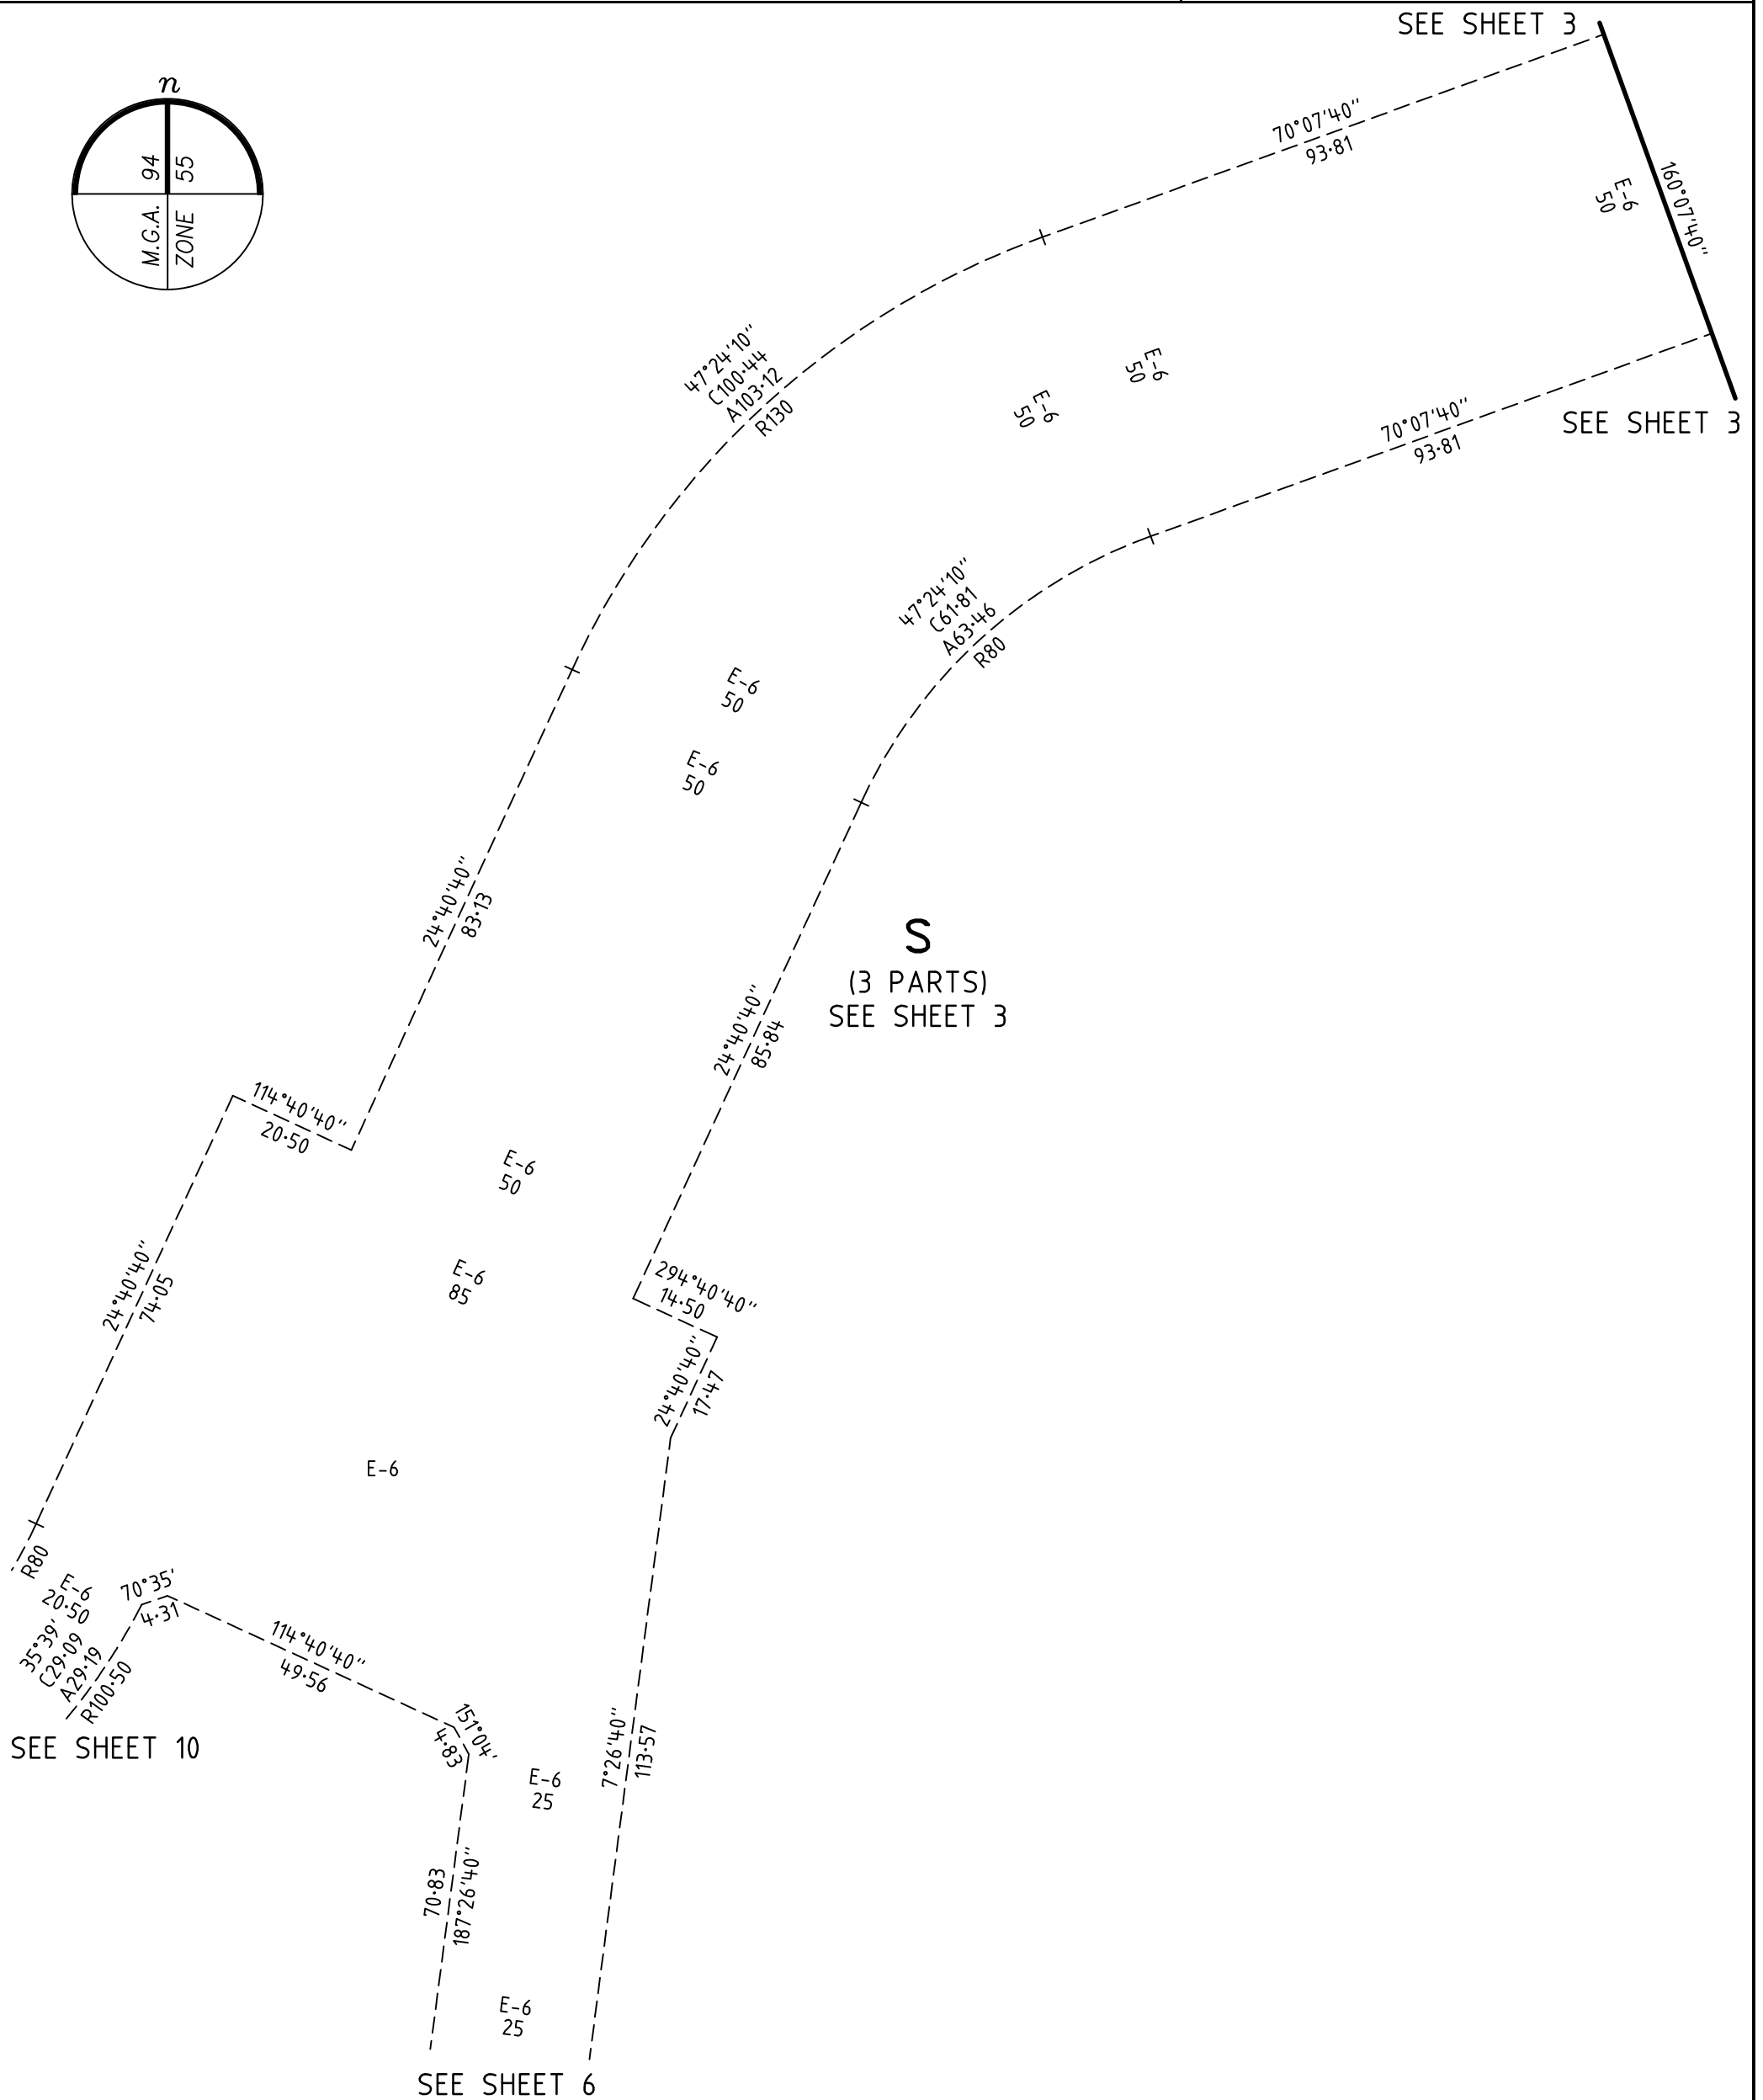 SEE SHEET 3
n
M.G.A. 94
ZONE 55
70°07'40"
93·81
160°07'40"
E-6
50
47°24'10"
C100·44
A103·12
R130
E-6
50
E-6
50
70°07'40"
93·81
SEE SHEET 3
47°24'10"
C61·81
A63·46
R80
E-6
50
E-6
50
24°40'40"
83·13
S
(3 PARTS)
SEE SHEET 3
24°40'40"
85·84
114°40'40"
20·50
E-6
50
E-6
85
24°40'40"
74·05
294°40'40"
14·50
24°40'40"
17·47
E-6
R80
E-6
20·50
35°39'
C29·09
A29·19
R100·50
70°35'
4·31
114°40'40"
49·56
SEE SHEET 10
151°04'
4·83
7°26'40"
113·57
E-6
25
70·83
187°26'40"
E-6
25
SEE SHEET 6